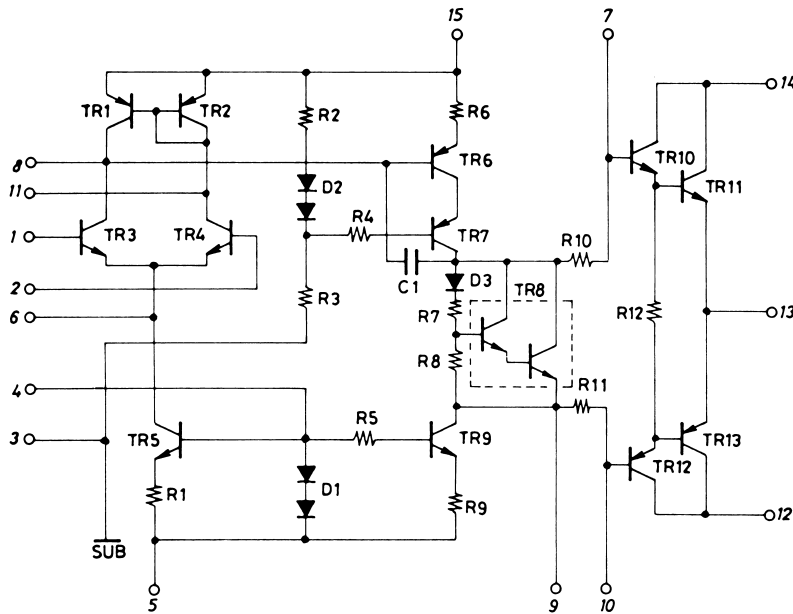 15
7
14
TR1
TR2
R2
R6
8
TR6
TR10
TR11
11
D2
1
TR3
TR4
R4
TR7
R10
2
C1
D3
TR8
6
R3
R7
R12
13
R8
4
R11
3
TR5
R5
TR9
TR12
TR13
R1
D1
R9
12
SUB
5
9
10